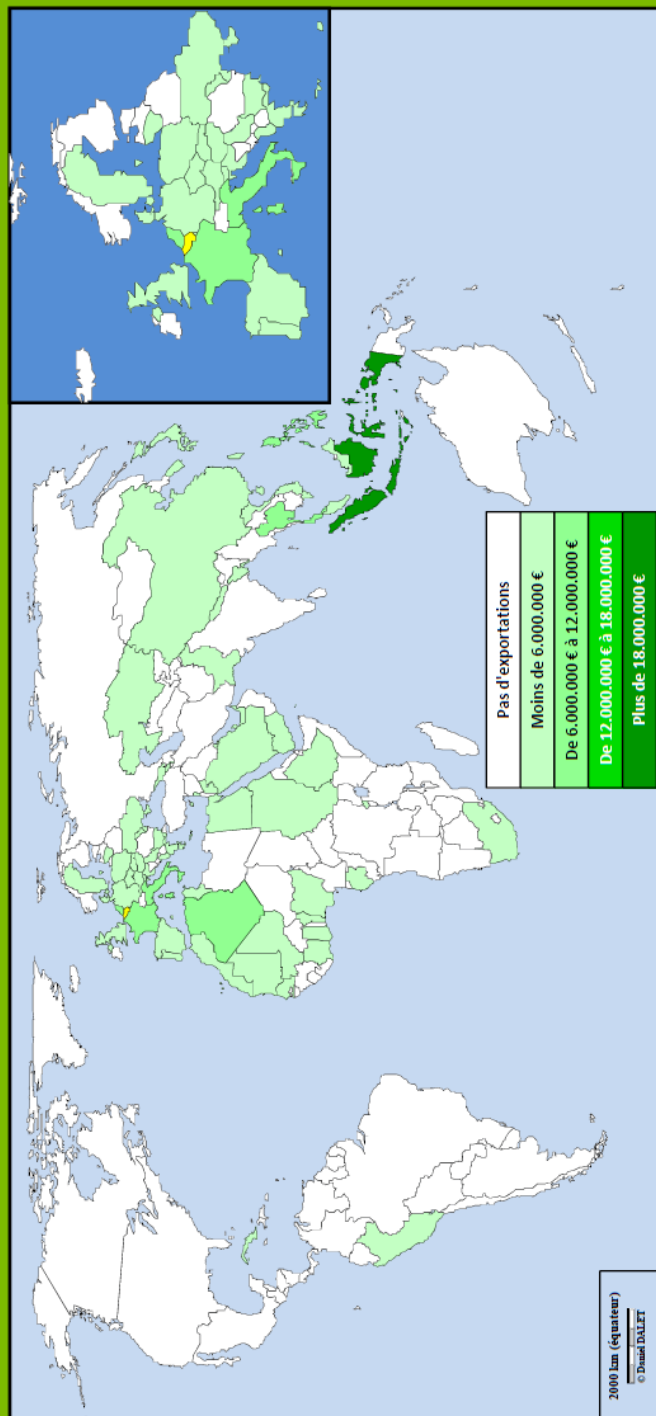 Pas d'exportations
Moins de 6.000.000 €
De 6.000.000 € à 12.000.000 €
De 12.000.000 € à 18.000.000 €
Plus de 18.000.000 €
2000 km (équateur)
© Daniel DALET